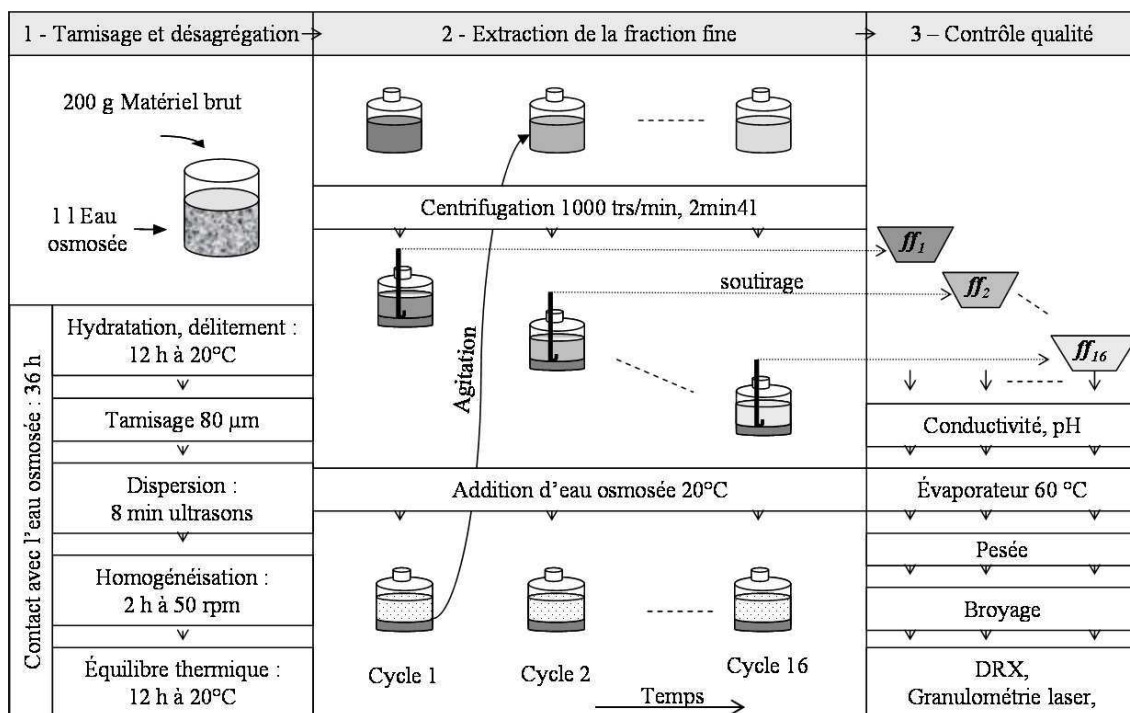 1 - Tamisage et désagrégation
200 g Matériel brut
1 l Eau
osmosée
Contact avec l'eau osmosée : 36 h
Hydratation, délitement :
12 h à 20°C
Tamisage 80 µm
Dispersion :
8 min ultrasons
Homogénéisation :
2 h à 50 rpm
Équilibre thermique :
12 h à 20°C
2 - Extraction de la fraction fine
Centrifugation 1000 trs/min, 2min41
soutirage
Agitation
Addition d'eau osmosée 20°C
Cycle 1
Cycle 2
Cycle 16
Temps
3 – Contrôle qualité
ff1
ff2
ff16
Conductivité, pH
Évaporateur 60 °C
Pesée
Broyage
DRX,
Granulométrie laser,